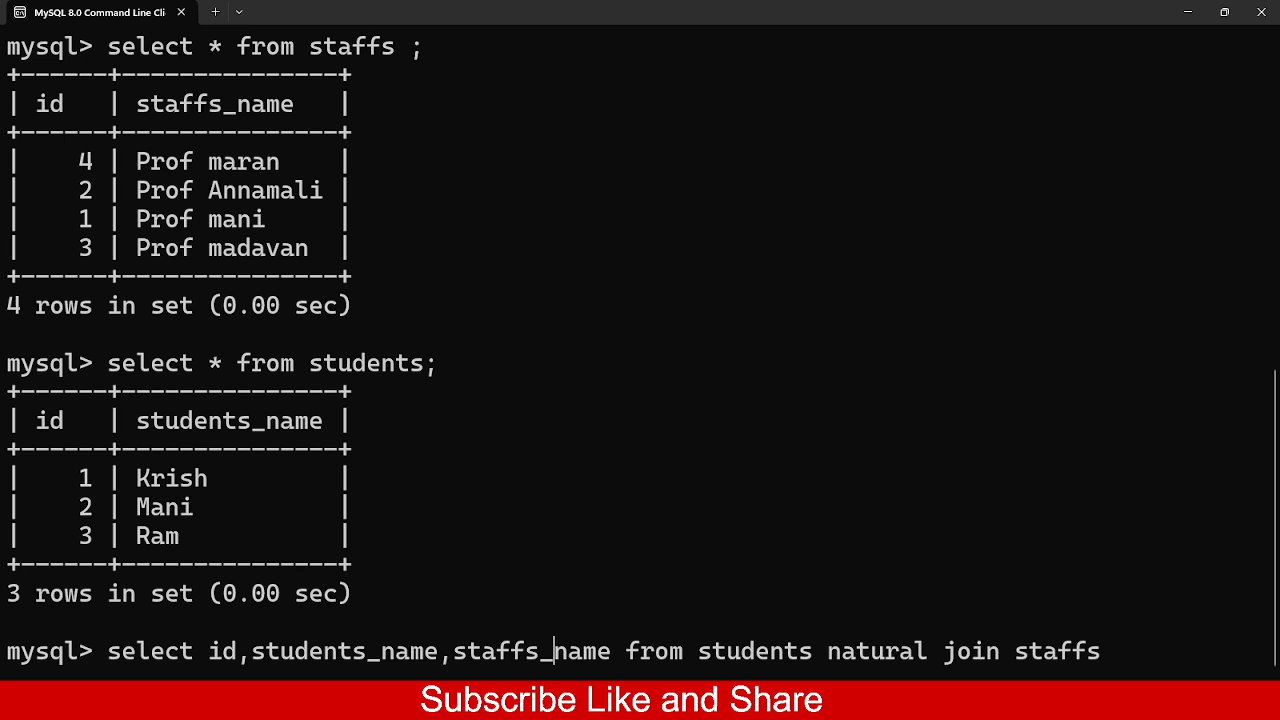 MySQL 8.0 Command Line Cli
mysql> select * from staffs ;
+------+---------------+
| id   | staffs_name   |
+------+---------------+
|    4 | Prof maran    |
|    2 | Prof Annamali |
|    1 | Prof mani     |
|    3 | Prof madavan  |
+------+---------------+
4 rows in set (0.00 sec)
mysql> select * from students;
+------+---------------+
| id   | students_name |
+------+---------------+
|    1 | Krish         |
|    2 | Mani          |
|    3 | Ram           |
+------+---------------+
3 rows in set (0.00 sec)
mysql> select id,students_name,staffs_name from students natural join staffs
Subscribe Like and Share